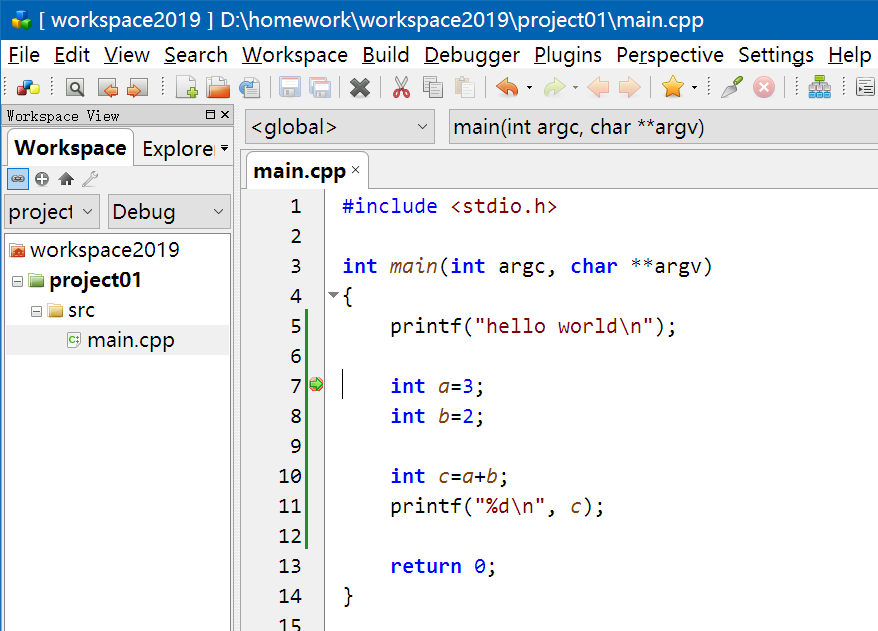 [ workspace2019 ] D:\homework\workspace2019\project01\main.cpp
File Edit View Search Workspace Build Debugger Plugins Perspective Settings Help
Workspace View
<global> main(int argc, char **argv)
Workspace Explorer
main.cpp
project Debug
workspace2019
project01
src
main.cpp
1 #include <stdio.h>
2
3 int main(int argc, char **argv)
4 {
5 printf("hello world\n");
6
7 int a=3;
8 int b=2;
9
10 int c=a+b;
11 printf("%d\n", c);
12
13 return 0;
14 }
15